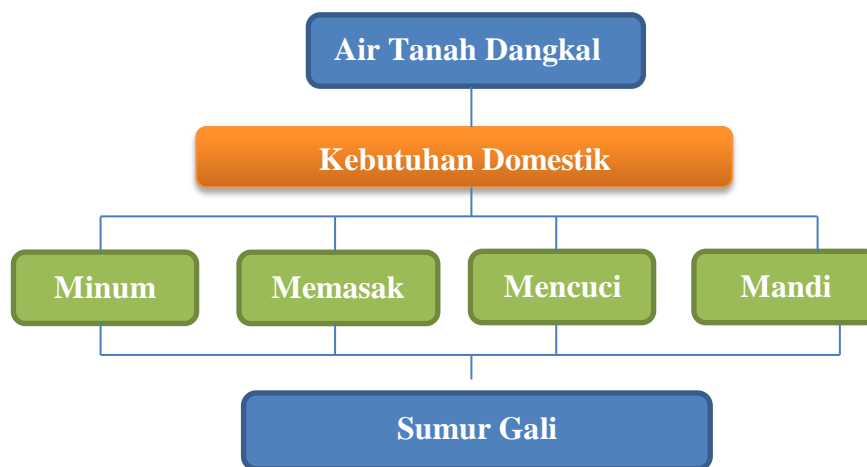 Air Tanah Dangkal
Kebutuhan Domestik
Minum
Memasak
Mencuci
Mandi
Sumur Gali